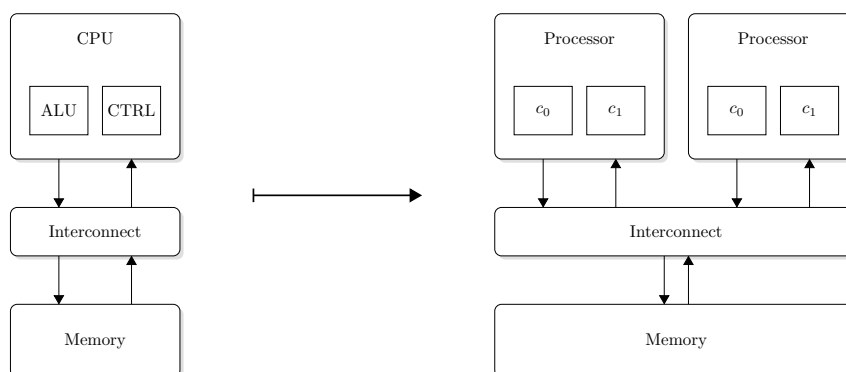 CPU
ALU CTRL
Interconnect
Memory
Processor Processor
c₀ c₁ c₀ c₁
Interconnect
Memory